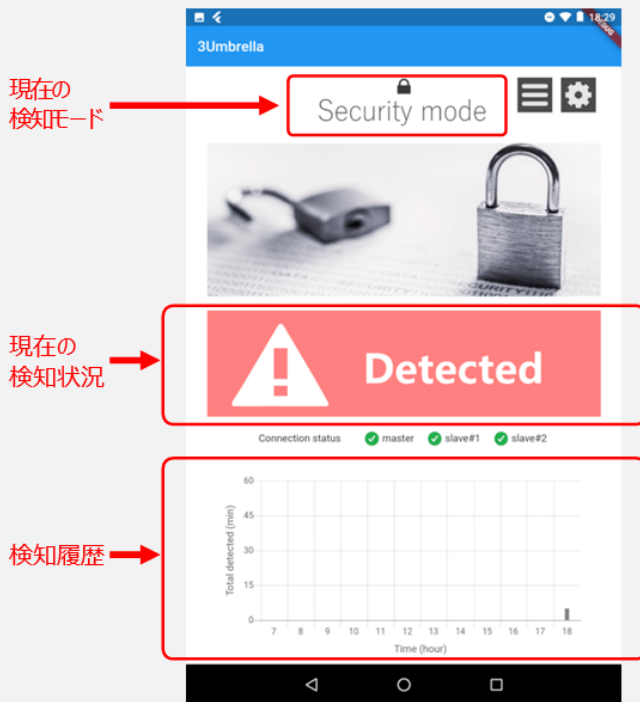 18:29
DEBUG
3Umbrella
現在の
検知モード
Security mode
現在の
検知状況
Detected
Connection status master slave#1 slave#2
検知履歴
Total detected (min)
60
45
30
15
0
7 8 9 10 11 12 13 14 15 16 17 18
Time (hour)